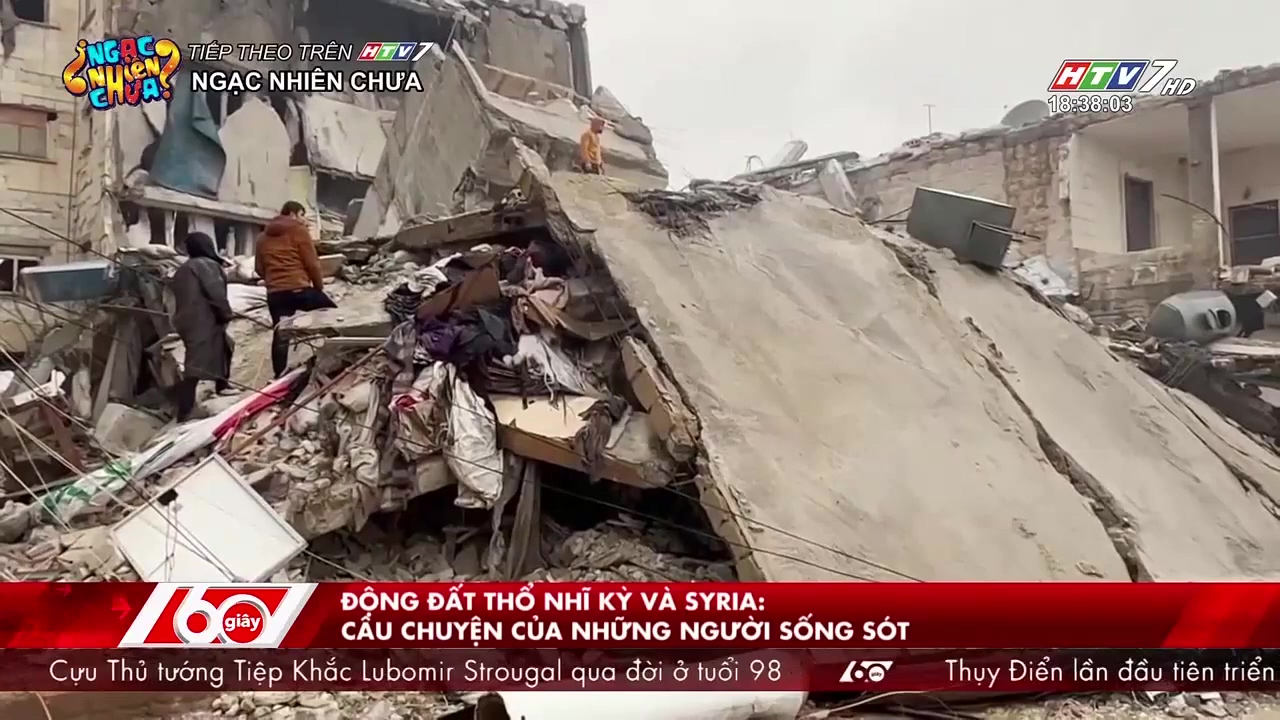 ¿NGẠC NHIÊN CHƯA?
TIẾP THEO TRÊN HTV7
NGẠC NHIÊN CHƯA
HTV7 HD
18:38:03
60 giây
ĐỘNG ĐẤT THỔ NHĨ KỲ VÀ SYRIA:
CÂU CHUYỆN CỦA NHỮNG NGƯỜI SỐNG SÓT
Cựu Thủ tướng Tiệp Khắc Lubomir Strougal qua đời ở tuổi 98 60 giây Thụy Điển lần đầu tiên triển